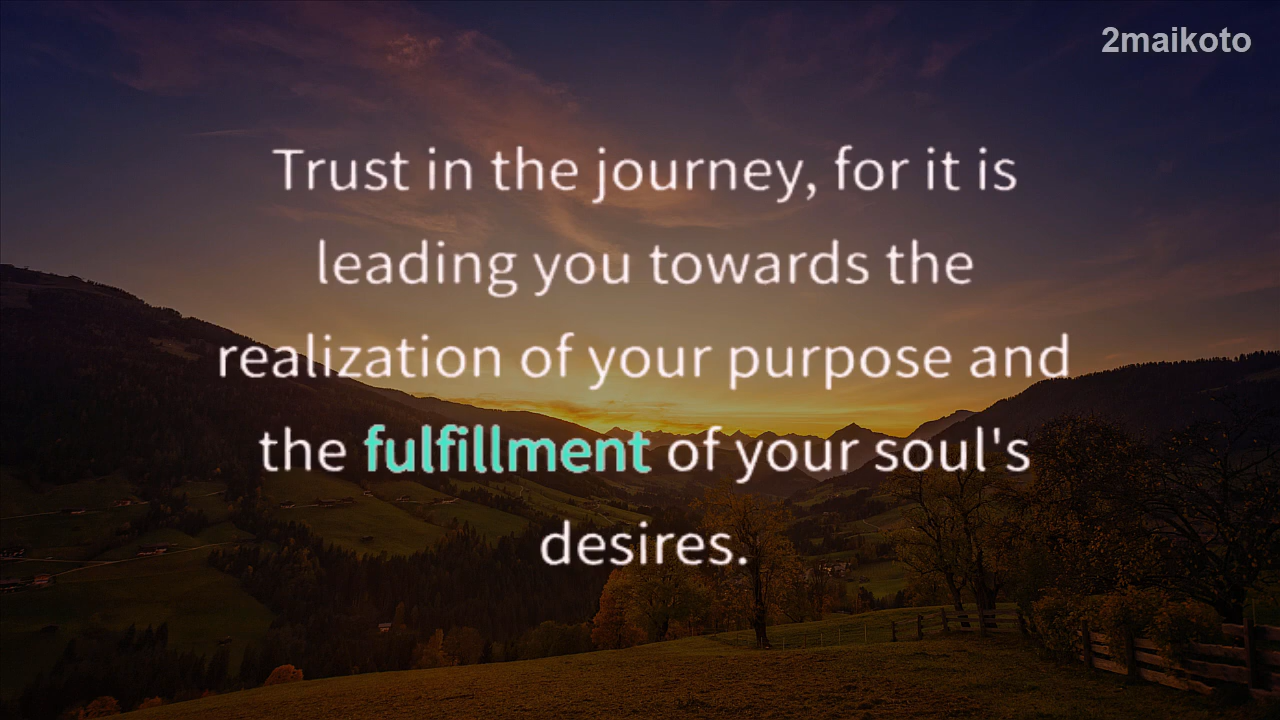 2maikoto
Trust in the journey, for it is
leading you towards the
realization of your purpose and
the fulfillment of your soul's
desires.